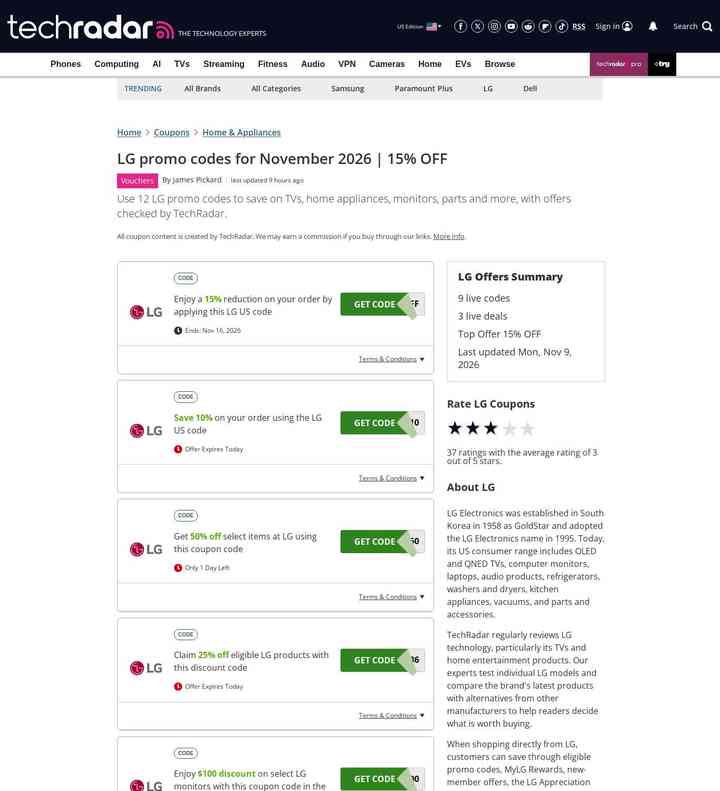 techradar THE TECHNOLOGY EXPERTS
US Edition RSS Sign in Search
Phones Computing AI TVs Streaming Fitness Audio VPN Cameras Home EVs Browse
techradar pro
TRENDING All Brands All Categories Samsung Paramount Plus LG Dell
Home > Coupons > Home & Appliances
LG promo codes for November 2026 | 15% OFF
Vouchers By James Pickard last updated 9 hours ago
Use 12 LG promo codes to save on TVs, home appliances, monitors, parts and more, with offers
checked by TechRadar.
All coupon content is created by TechRadar. We may earn a commission if you buy through our links. More Info.
CODE
LG
Enjoy a 15% reduction on your order by
applying this LG US code
GET CODE FF
Ends: Nov 16, 2026
Terms & Conditions
CODE
LG
Save 10% on your order using the LG
US code
GET CODE 10
Offer Expires Today
Terms & Conditions
CODE
LG
Get 50% off select items at LG using
this coupon code
GET CODE 50
Only 1 Day Left
Terms & Conditions
CODE
LG
Claim 25% off eligible LG products with
this discount code
GET CODE
Offer Expires Today
Terms & Conditions
CODE
LG
Enjoy $100 discount on select LG
monitors with this coupon code in the
GET CODE 00
LG Offers Summary
9 live codes
3 live deals
Top Offer 15% OFF
Last updated Mon, Nov 9,
2026
Rate LG Coupons
37 ratings with the average rating of 3
out of 5 stars.
About LG
LG Electronics was established in South
Korea in 1958 as GoldStar and adopted
the LG Electronics name in 1995. Today,
its US consumer range includes OLED
and QNED TVs, computer monitors,
laptops, audio products, refrigerators,
washers and dryers, kitchen
appliances, vacuums, and parts and
accessories.
TechRadar regularly reviews LG
technology, particularly its TVs and
home entertainment products. Our
experts test individual LG models and
compare the brand's latest products
with alternatives from other
manufacturers to help readers decide
what is worth buying.
When shopping directly from LG,
customers can save through eligible
promo codes, MyLG Rewards, new-
member offers, the LG Appreciation